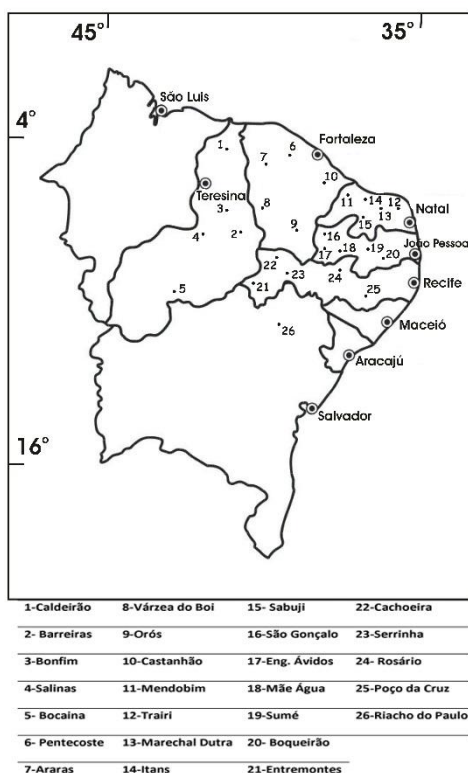 45°
35°
São Luis
4°
Fortaleza
1
6
7
10
Teresina
11
14
12
3
8
13
Natal
15
9
4
2
16
João Pessoa
17
18
19
20
22
21
23
24
Recife
5
25
26
Maceió
Aracajú
Salvador
16°
1-Caldeirão 8-Várzea do Boi 15- Sabuji 22-Cachoeira
2- Barreiras 9-Orós 16-São Gonçalo 23-Serrinha
3-Bonfim 10-Castanhão 17-Eng. Ávidos 24- Rosário
4-Salinas 11-Mendobim 18-Mãe Água 25-Poço da Cruz
5- Bocaina 12-Trairi 19-Sumé 26-Riacho do Paulo
6- Pentecoste 13-Marechal Dutra 20- Boqueirão
7-Araras 14-Itans 21-Entremontes